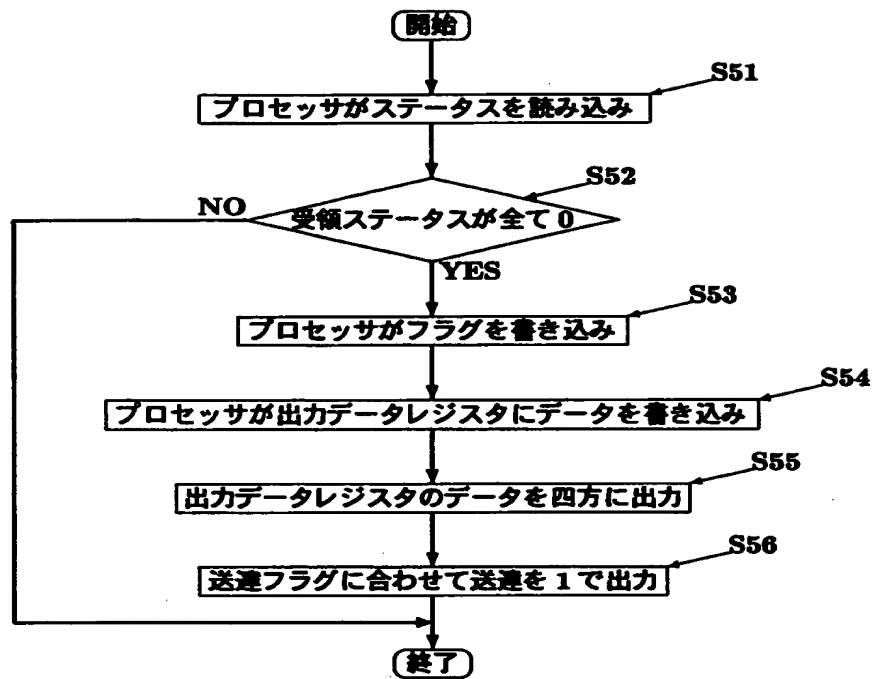 開始
S51
プロセッサがステータスを読み込み
S52
NO
受領ステータスが全て 0
YES
S53
プロセッサがフラグを書き込み
S54
プロセッサが出力データレジスタにデータを書き込み
S55
出力データレジスタのデータを四方に出力
S56
送達フラグに合わせて送達を 1 で出力
終了